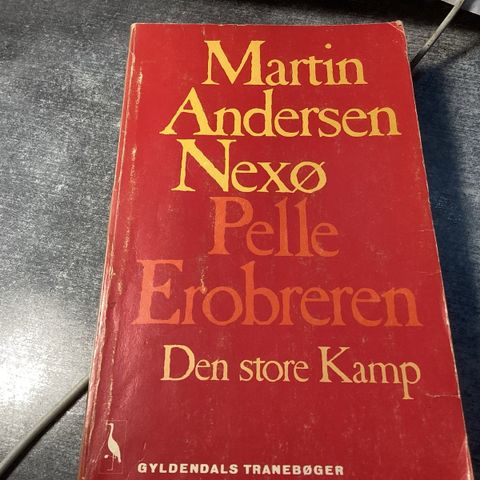 Martin
Andersen
Nexø
Pelle
Erobreren
Den store Kamp
GYLDENDALS TRANEBØGER